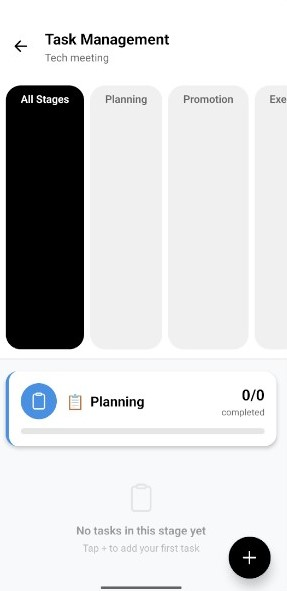 Task Management
Tech meeting
All Stages
Planning
Promotion
Exe
📋 Planning
0/0
completed
No tasks in this stage yet
Tap + to add your first task
+